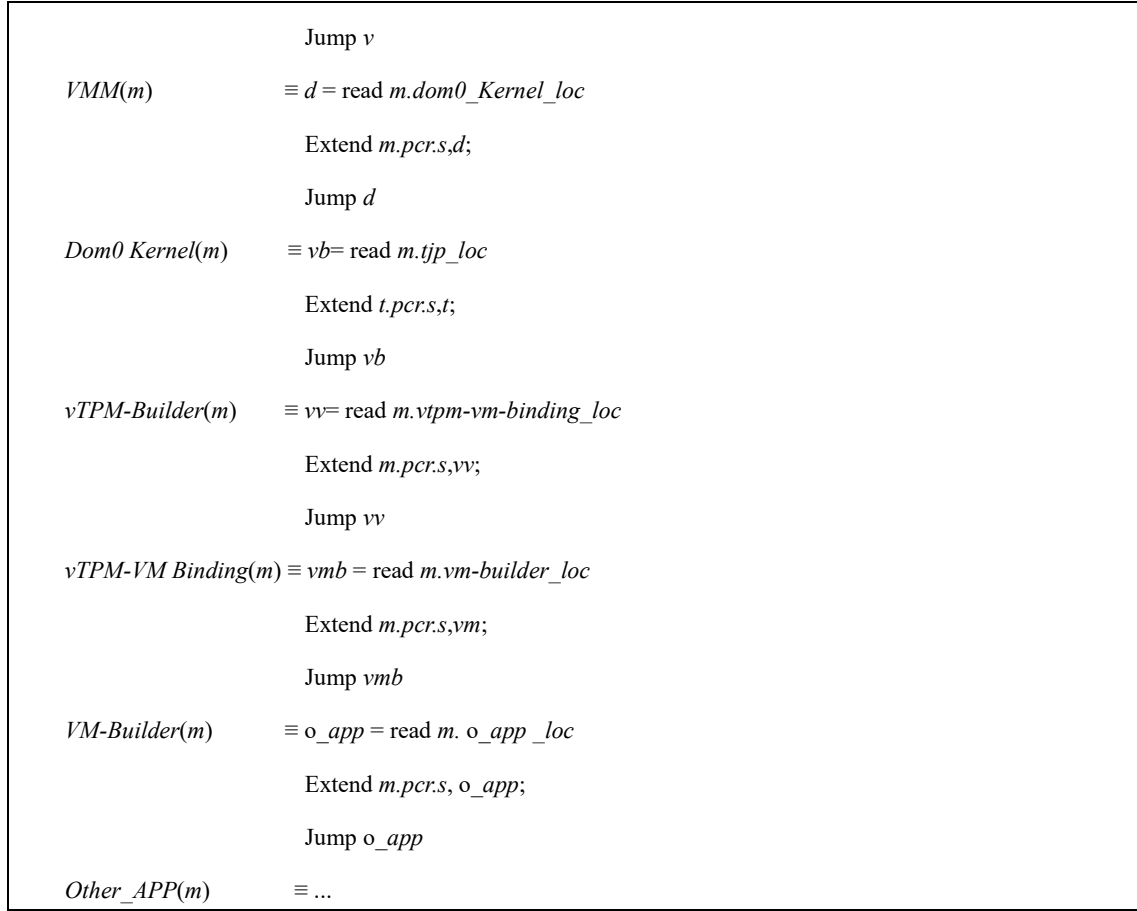 Jump v
VMM(m) ≡ d = read m.dom0_Kernel_loc
Extend m.pcr.s,d;
Jump d
Dom0 Kernel(m) ≡ vb= read m.tjp_loc
Extend t.pcr.s,t;
Jump vb
vTPM-Builder(m) ≡ vv= read m.vtpm-vm-binding_loc
Extend m.pcr.s,vv;
Jump vv
vTPM-VM Binding(m) ≡ vmb = read m.vm-builder_loc
Extend m.pcr.s,vm;
Jump vmb
VM-Builder(m) ≡ o_app = read m. o_app _loc
Extend m.pcr.s, o_app;
Jump o_app
Other_APP(m) ≡ ...